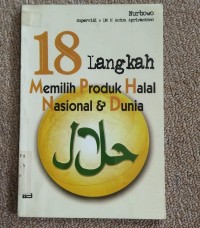 Nurbowo
18 Langkah
Memilih Produk Halal
Nasional & Dunia
حلال